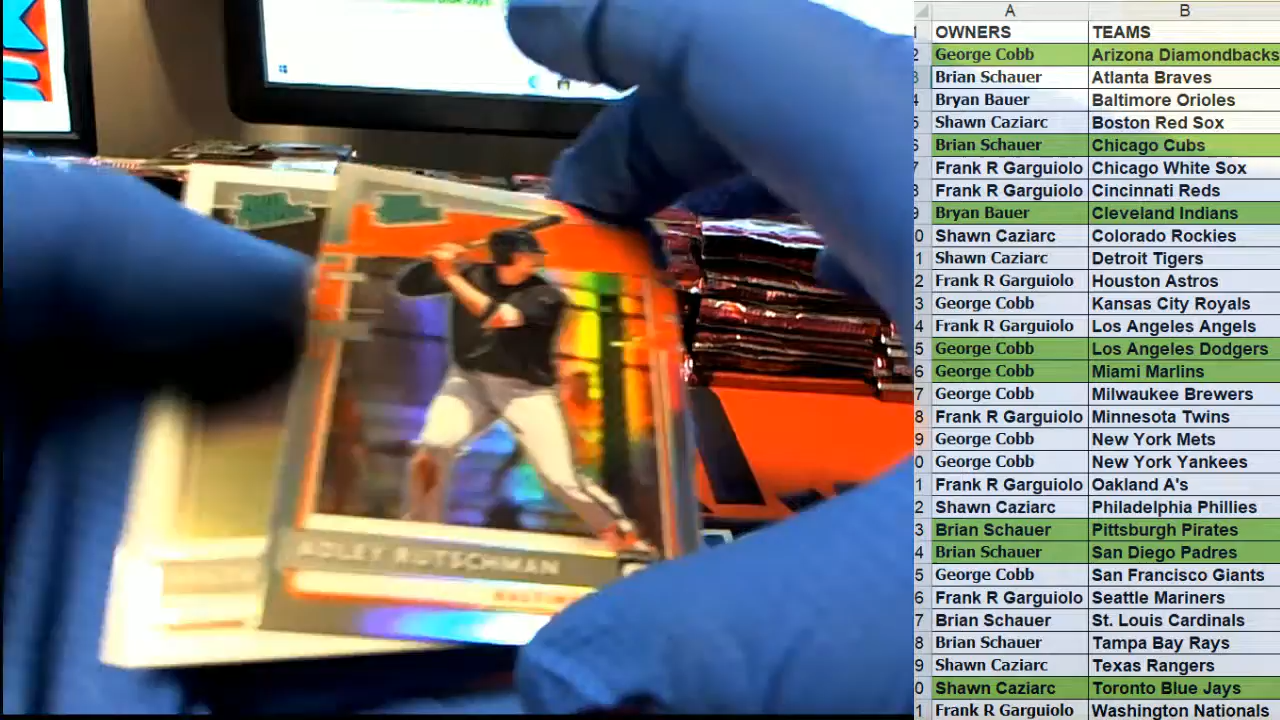 A B
OWNERS TEAMS
George Cobb Arizona Diamondbacks
Brian Schauer Atlanta Braves
Bryan Bauer Baltimore Orioles
Shawn Caziarc Boston Red Sox
Brian Schauer Chicago Cubs
Frank R Garguiolo Chicago White Sox
Frank R Garguiolo Cincinnati Reds
Bryan Bauer Cleveland Indians
Shawn Caziarc Colorado Rockies
Shawn Caziarc Detroit Tigers
Frank R Garguiolo Houston Astros
George Cobb Kansas City Royals
Frank R Garguiolo Los Angeles Angels
George Cobb Los Angeles Dodgers
George Cobb Miami Marlins
George Cobb Milwaukee Brewers
Frank R Garguiolo Minnesota Twins
George Cobb New York Mets
George Cobb New York Yankees
Frank R Garguiolo Oakland A's
Shawn Caziarc Philadelphia Phillies
Brian Schauer Pittsburgh Pirates
Brian Schauer San Diego Padres
George Cobb San Francisco Giants
Frank R Garguiolo Seattle Mariners
Brian Schauer St. Louis Cardinals
Brian Schauer Tampa Bay Rays
Shawn Caziarc Texas Rangers
Shawn Caziarc Toronto Blue Jays
Frank R Garguiolo Washington Nationals
ADLEY RUTSCHMAN